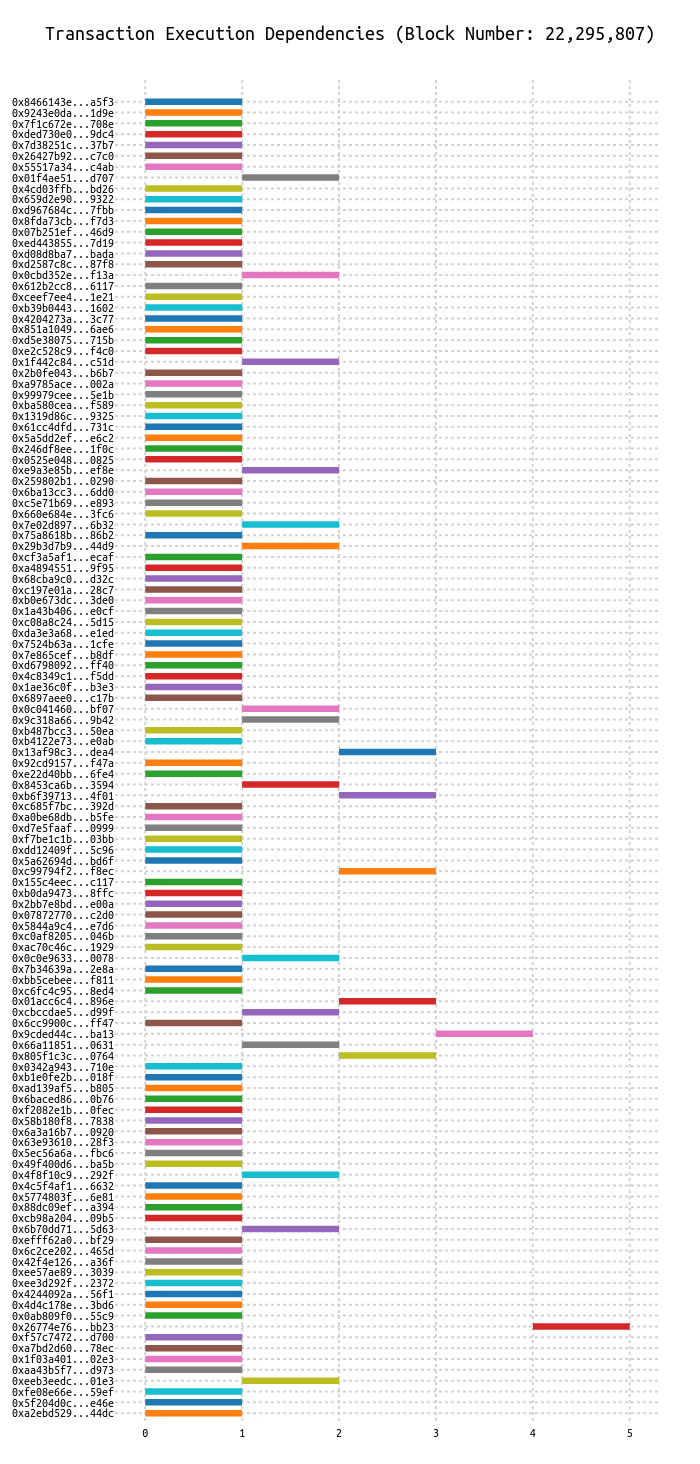 Transaction Execution Dependencies (Block Number: 22,295,807)
0x8466143e...a5f3
0x9243e0da...1d9e
0x7f1c672e...708e
0xded730e0...9dc4
0x7d38251c...37b7
0x26427b92...c7c0
0x55517a34...c4ab
0x01f4ae51...d707
0x4cd03ffb...bd26
0x659d2e90...9322
0xd967684c...7fbb
0x8fda73cb...f7d3
0x07b251ef...46d9
0xed443855...7d19
0xd08d8ba7...bada
0xd2587c8c...87f8
0x0cbd352e...f13a
0x612b2cc8...6117
0xceef7ee4...1e21
0xb39b0443...1602
0x4204273a...3c77
0x851a1049...6ae6
0xd5e38075...715b
0xe2c528c9...f4c0
0x1f442c84...c51d
0x2b0fe043...b6b7
0xa9785ace...002a
0x99979cee...5e1b
0xba580cea...f589
0x1319d86c...9325
0x61cc4dfd...731c
0x5a5dd2ef...e6c2
0x246df8ee...1f0c
0x0525e048...0825
0xe9a3e85b...ef8e
0x259802b1...0290
0x6ba13cc3...6dd0
0xc5e71b69...e893
0x660e684e...3fc6
0x7e02d897...6b32
0x75a8618b...86b2
0x29b3d7b9...44d9
0xcf3a5af1...ecaf
0xa4894551...9f95
0x68cba9c0...d32c
0xc197e01a...28c7
0xb0e673dc...3de0
0x1a43b406...e0cf
0xc08a8c24...5d15
0xda3e3a68...e1ed
0x7524b63a...1cfe
0x7e865cef...b8df
0xd6798092...ff40
0x4c8349c1...f5dd
0x1ae36c0f...b3e3
0x6897aee0...c17b
0x0c041460...bf07
0x9c318a66...9b42
0xb487bcc3...50ea
0xb4122e73...e0ab
0x13af98c3...dea4
0x92cd9157...f47a
0xe22d40bb...6fe4
0x8453ca6b...3594
0xb6f39713...4f01
0xc685f7bc...392d
0xa0be68db...b5fe
0xd7e5faaf...0999
0xf7be1c1b...03bb
0xdd12409f...5c96
0x5a62694d...bd6f
0xc99794f2...f8ec
0x155c4eec...c117
0xb0da9473...8ffc
0x2bb7e8bd...e00a
0x07872770...c2d0
0x5844a9c4...e7d6
0xc0af8205...046b
0xac70c46c...1929
0x0c0e9633...0078
0x7b34639a...2e8a
0xbb5cebee...f811
0xc6fc4c95...8ed4
0x01acc6c4...896e
0xcbccdae5...d99f
0x6cc9900c...ff47
0x9cded44c...ba13
0x66a11851...0631
0x805f1c3c...0764
0x0342a943...710e
0xb1e0fe2b...018f
0xad139af5...b805
0x6baced86...0b76
0xf2082e1b...0fec
0x58b180f8...7838
0x6a3a16b7...0920
0x63e93610...28f3
0x5ec56a6a...fbc6
0x49f400d6...ba5b
0x4f8f10c9...292f
0x4c5f4af1...6632
0x5774803f...6e81
0x88dc09ef...a394
0xcb98a204...09b5
0x6b70dd71...5d63
0xefff62a0...bf29
0x6c2ce202...465d
0x42f4e126...a36f
0xee57ae89...3039
0xee3d292f...2372
0x4244092a...56f1
0x4d4c178e...3bd6
0x0ab809f0...55c9
0x26774e76...bb23
0xf57c7472...d700
0xa7bd2d60...78ec
0x1f03a401...02e3
0xaa43b5f7...d973
0xeeb3eedc...01e3
0xfe08e66e...59ef
0x5f204d0c...e46e
0xa2ebd529...44dc
0 1 2 3 4 5